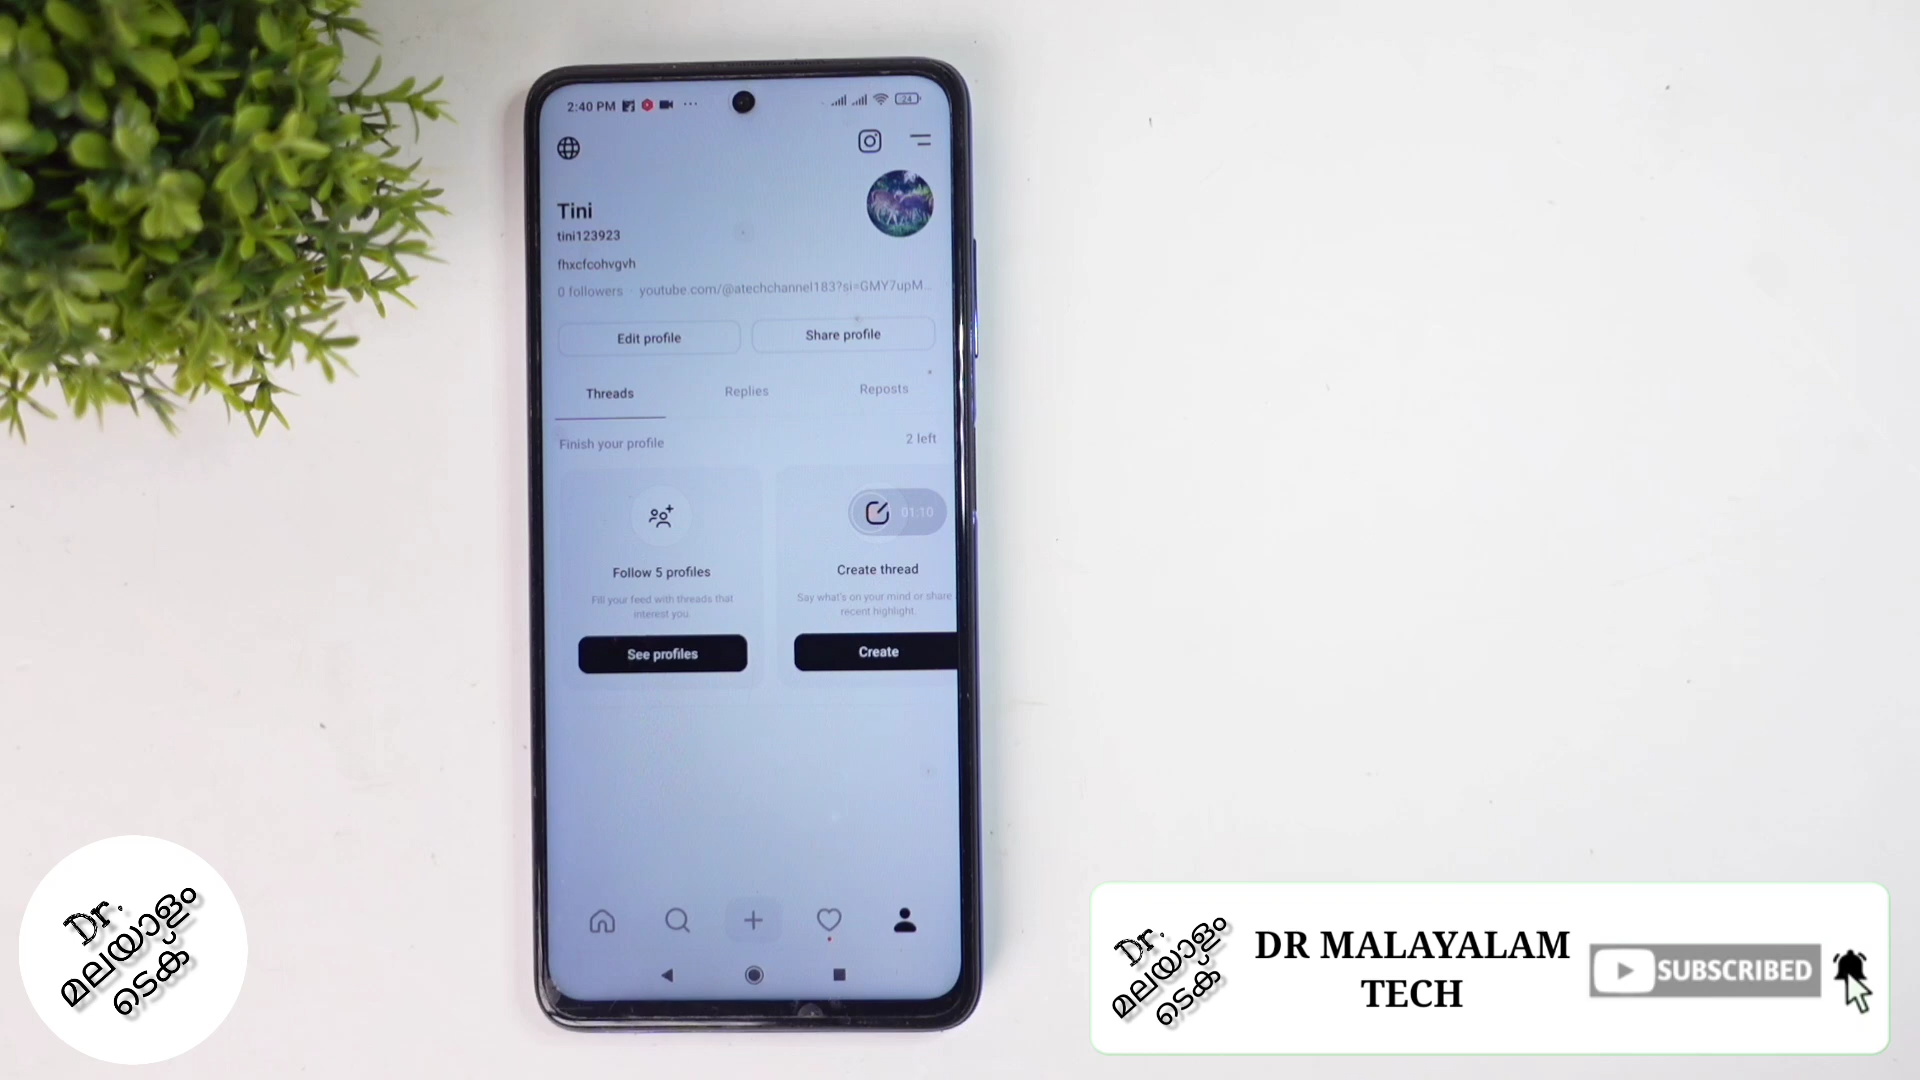 2:40 PM
24
Tini
tini123923
fhxcfcohvgvh
0 followers · youtube.com/@atechchannel183?si=GMY7upM...
Edit profile
Share profile
Threads
Replies
Reposts
Finish your profile
2 left
01:10
Follow 5 profiles
Fill your feed with threads that
interest you.
See profiles
Create thread
Say what's on your mind or share
recent highlight.
Create
Dr.
മലയാളം
ടെക്
Dr.
മലയാളം
ടെക്
DR MALAYALAM
TECH
SUBSCRIBED